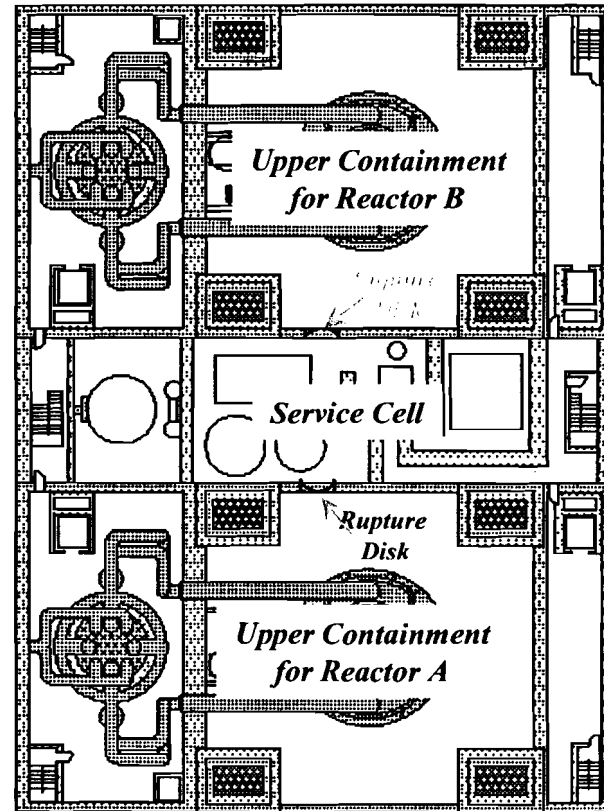 Upper Containment
for Reactor B
Service Cell
Rupture
Disk
Upper Containment
for Reactor A